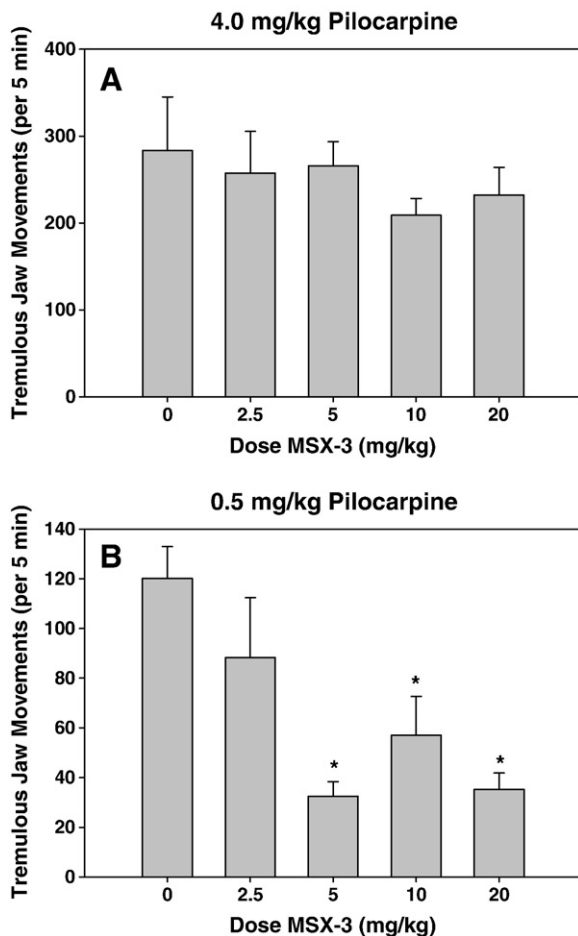 4.0 mg/kg Pilocarpine
A
Tremulous Jaw Movements (per 5 min)
400
300
200
100
0
0 2.5 5 10 20
Dose MSX-3 (mg/kg)
0.5 mg/kg Pilocarpine
B
Tremulous Jaw Movements (per 5 min)
140
120
100
80
60
40
20
0
* * *
0 2.5 5 10 20
Dose MSX-3 (mg/kg)